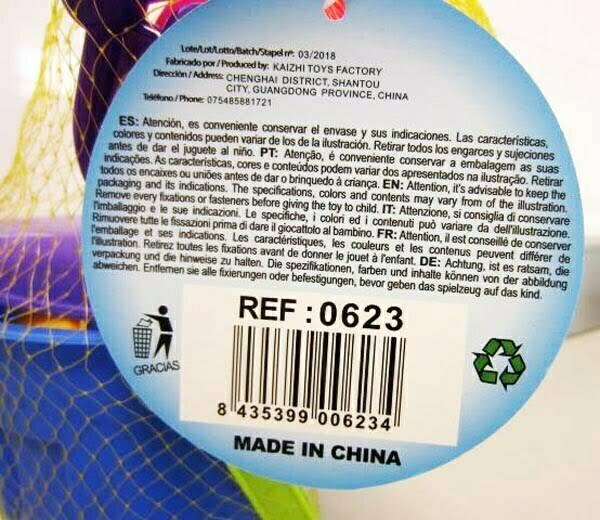 Lote/Lot/Lotto/Batch/Stapel nº: 03/2018
Fabricado por / Produced by: KAIZHI TOYS FACTORY
Dirección / Address: CHENGHAI DISTRICT, SHANTOU
CITY, GUANGDONG PROVINCE, CHINA
Teléfono / Phone: 075485881721
ES: Atención, es conveniente conservar el envase y sus indicaciones. Las características,
colores y contenidos pueden variar de los de la ilustración. Retirar todos los engarces y sujeciones
antes de dar el juguete al niño. PT: Atenção, é conveniente conservar a embalagem as suas
indicações. As características, cores e conteúdos podem variar dos apresentados na ilustração. Retirar
todos os encaixes ou uniões antes de dar o brinquedo à criança. EN: Attention, it's advisable to keep the
packaging and its indications. The specifications, colors and contents may vary from of the illustration.
Remove every fixations or fasteners before giving the toy to child. IT: Attenzione, si consiglia di conservare
l'imballaggio e le sue indicazioni. Le specifiche, i colori ed i contenuti può variare da dell'illustrazione.
Rimuovere tutte le fissazioni prima di dare il giocattolo al bambino. FR: Attention, il est conseillé de conserver
l'emballage et ses indications. Les caractéristiques, les couleurs et les contenus peuvent différer de
l'illustration. Retirez toutes les fixations avant de donner le jouet à l'enfant. DE: Achtung, ist es ratsam, die
verpackung und die hinweise zu halten. Die spezifikationen, farben und inhalte können von der abbildung
abweichen. Entfernen sie alle fixierungen oder befestigungen, bevor geben das spielzeug auf das kind.
REF : 0623
GRACIAS
8 435399 006234
MADE IN CHINA